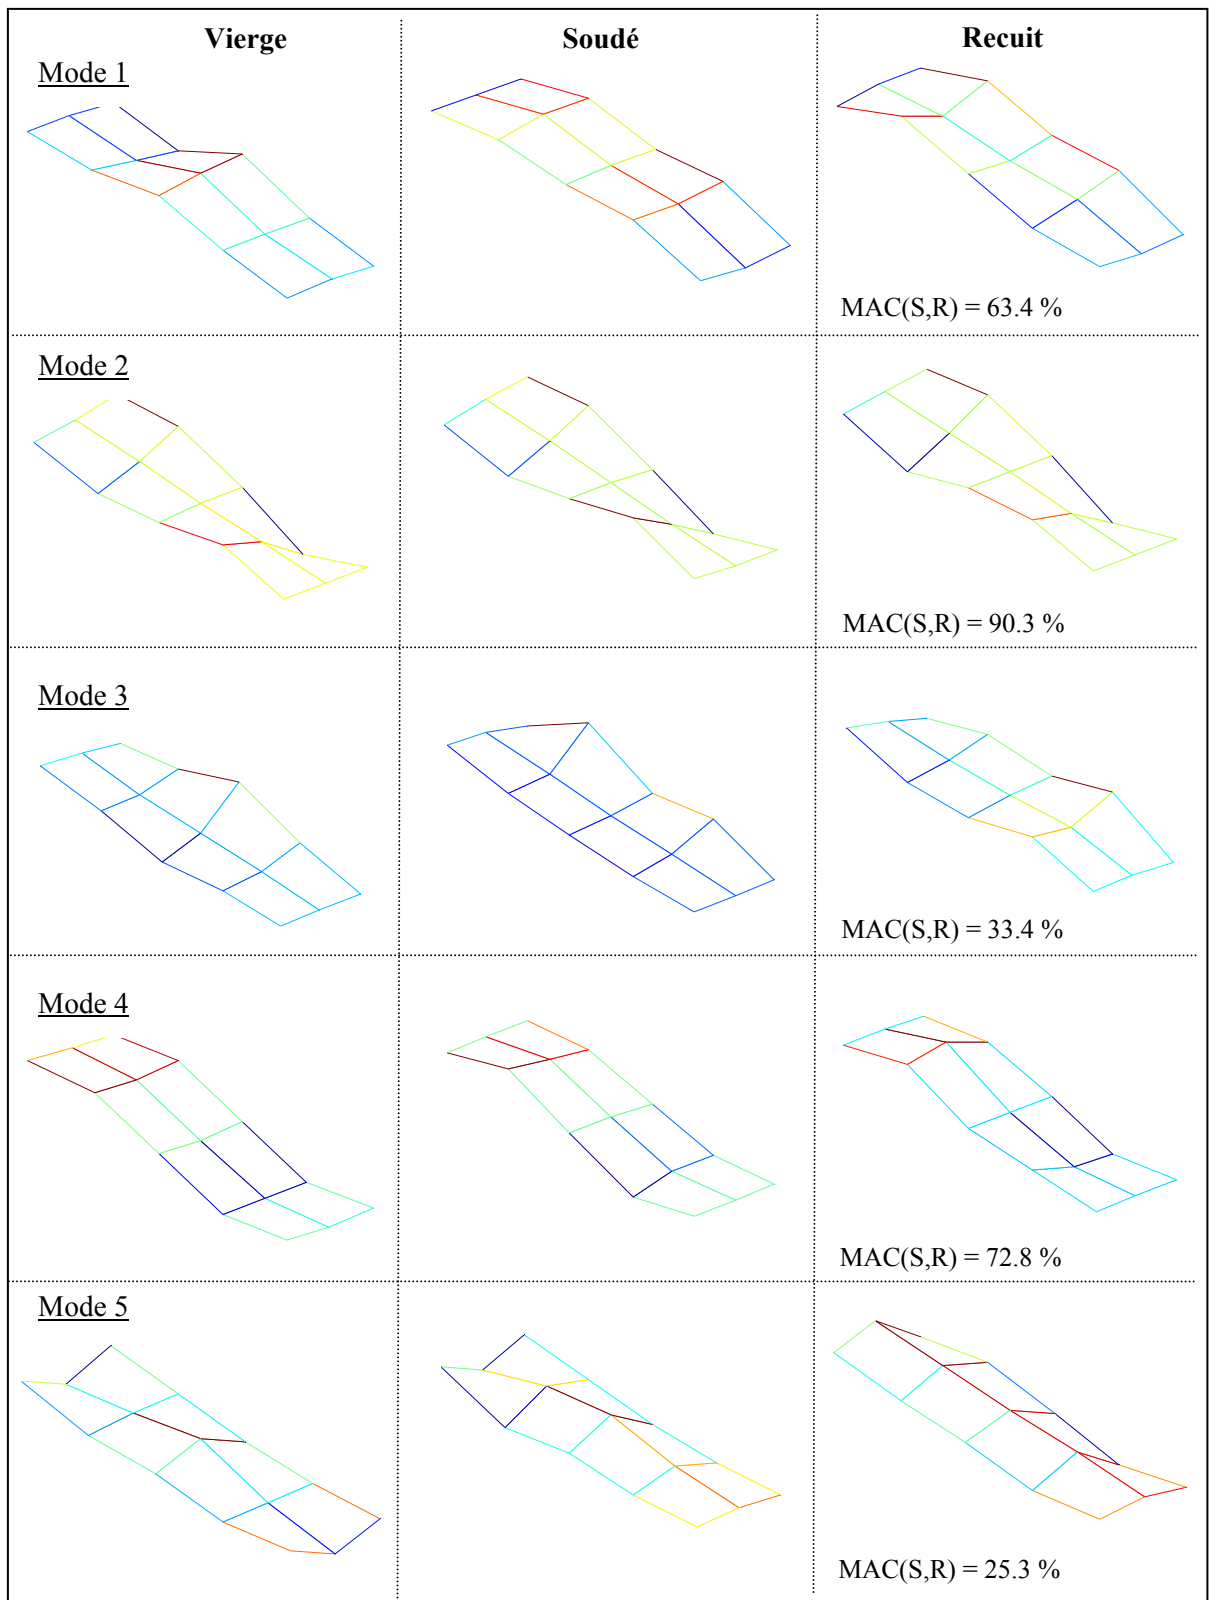 Vierge Soudé Recuit
Mode 1
MAC(S,R) = 63.4 %
Mode 2
MAC(S,R) = 90.3 %
Mode 3
MAC(S,R) = 33.4 %
Mode 4
MAC(S,R) = 72.8 %
Mode 5
MAC(S,R) = 25.3 %